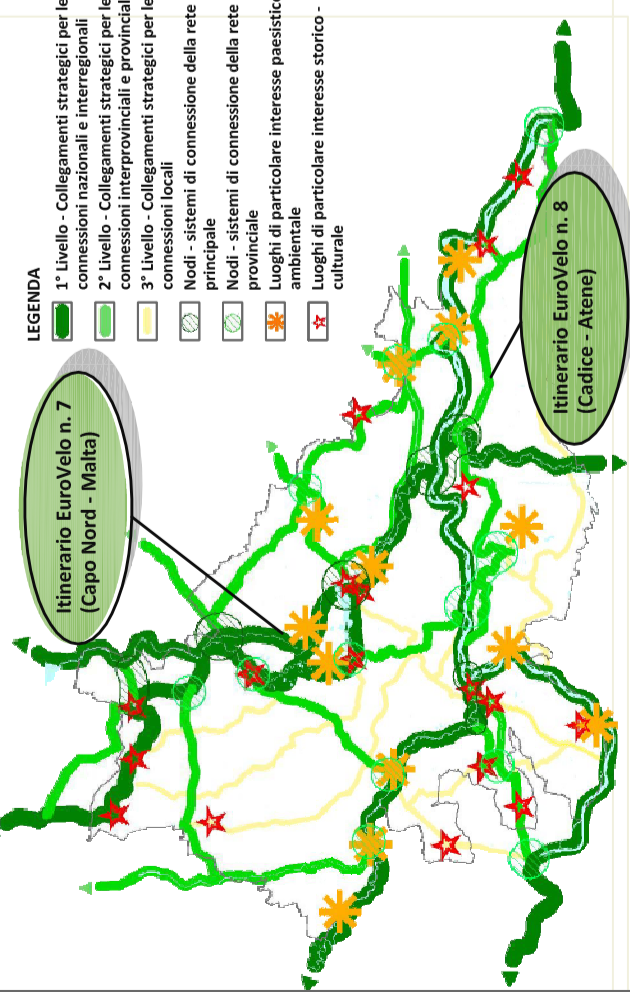 LEGENDA
1° Livello - Collegamenti strategici per le
connessioni nazionali e interregionali
2° Livello - Collegamenti strategici per le
connessioni interprovinciali e provinciali
3° Livello - Collegamenti strategici per le
connessioni locali
Nodi - sistemi di connessione della rete
principale
Nodi - sistemi di connessione della rete
provinciale
Luoghi di particolare interesse paesistico
ambientale
Luoghi di particolare interesse storico -
culturale
Itinerario EuroVelo n. 7
(Capo Nord - Malta)
Itinerario EuroVelo n. 8
(Cadice - Atene)